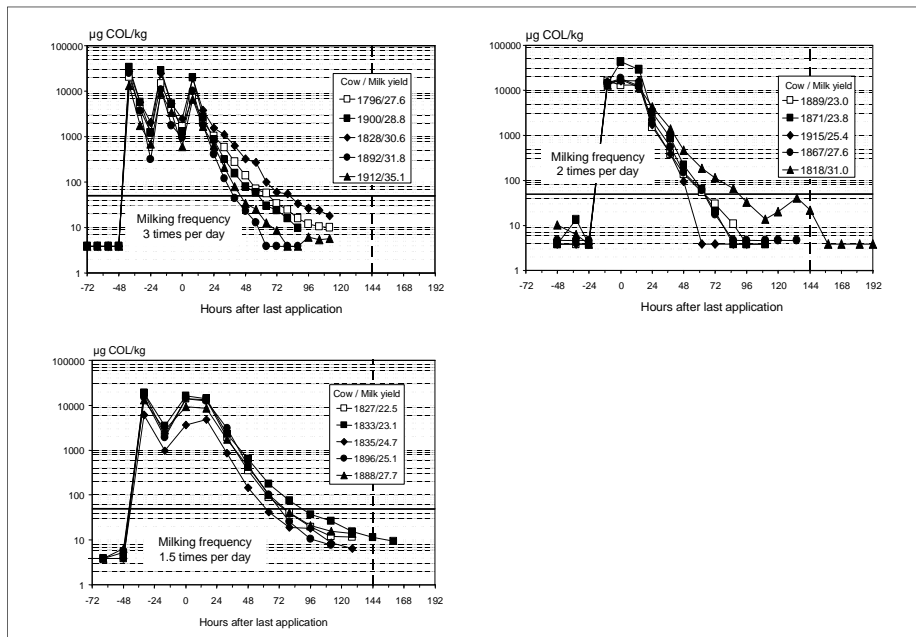 µg COL/kg
100000
10000
1000
100
10
1
-72 -48 -24 0 24 48 72 96 120 144 168 192
Hours after last application
Cow / Milk yield
1796/27.6
1900/28.8
1828/30.6
1892/31.8
1912/35.1
Milking frequency
3 times per day
µg COL/kg
100000
10000
1000
100
10
1
-72 -48 -24 0 24 48 72 96 120 144 168 192
Hours after last application
Cow / Milk yield
1889/23.0
1871/23.8
1915/25.4
1867/27.6
1818/31.0
Milking frequency
2 times per day
µg COL/kg
100000
10000
1000
100
10
1
-72 -48 -24 0 24 48 72 96 120 144 168 192
Hours after last application
Cow / Milk yield
1827/22.5
1833/23.1
1835/24.7
1896/25.1
1888/27.7
Milking frequency
1.5 times per day